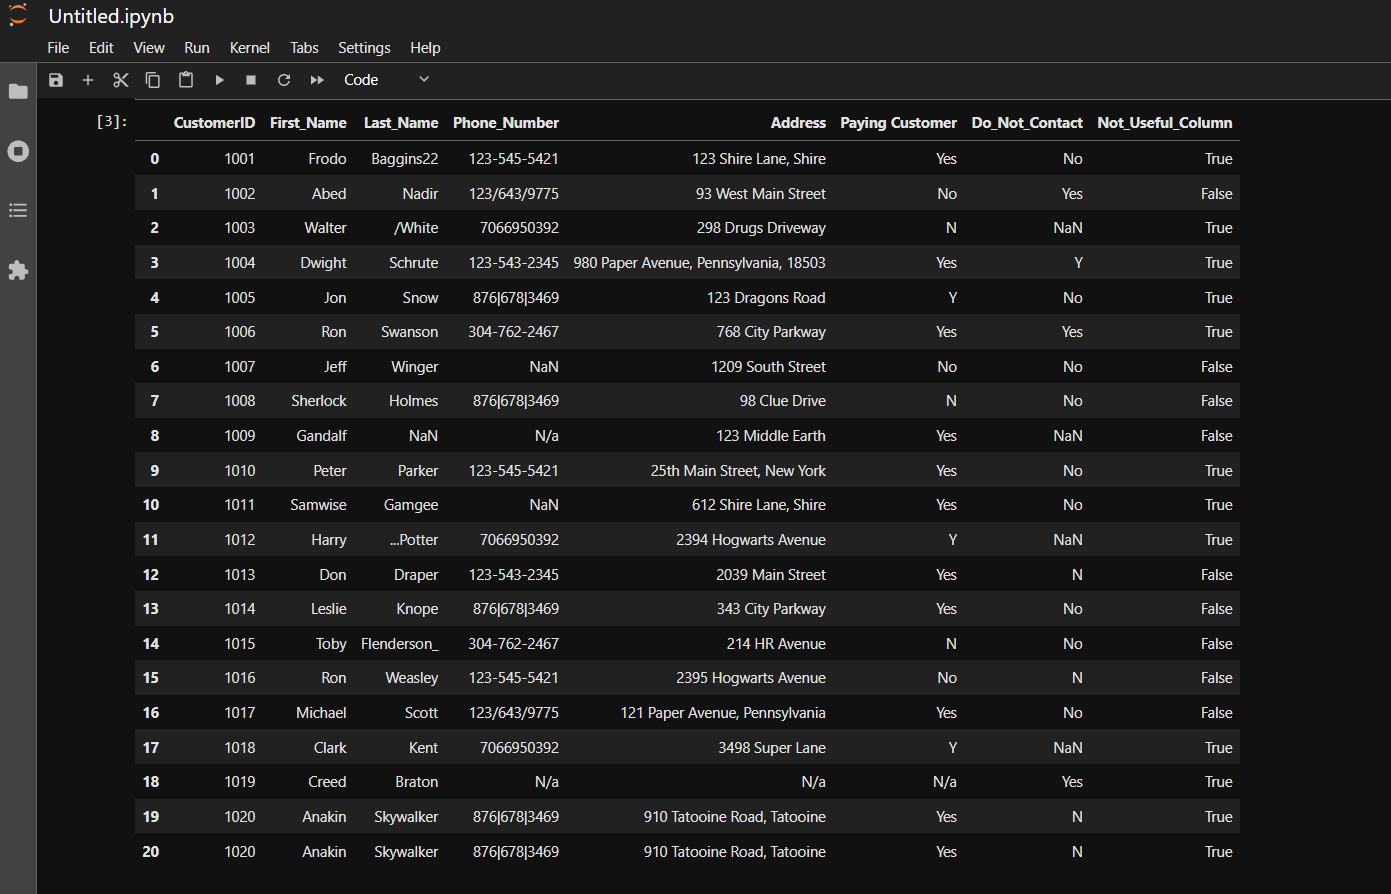 Untitled.ipynb
File Edit View Run Kernel Tabs Settings Help
Code
[3]: CustomerID First_Name Last_Name Phone_Number Address Paying Customer Do_Not_Contact Not_Useful_Column
0 1001 Frodo Baggins22 123-545-5421 123 Shire Lane, Shire Yes No True
1 1002 Abed Nadir 123/643/9775 93 West Main Street No Yes False
2 1003 Walter /White 7066950392 298 Drugs Driveway N NaN True
3 1004 Dwight Schrute 123-543-2345 980 Paper Avenue, Pennsylvania, 18503 Yes Y True
4 1005 Jon Snow 876|678|3469 123 Dragons Road Y No True
5 1006 Ron Swanson 304-762-2467 768 City Parkway Yes Yes True
6 1007 Jeff Winger NaN 1209 South Street No No False
7 1008 Sherlock Holmes 876|678|3469 98 Clue Drive N No False
8 1009 Gandalf NaN N/a 123 Middle Earth Yes NaN False
9 1010 Peter Parker 123-545-5421 25th Main Street, New York Yes No True
10 1011 Samwise Gamgee NaN 612 Shire Lane, Shire Yes No True
11 1012 Harry ...Potter 7066950392 2394 Hogwarts Avenue Y NaN True
12 1013 Don Draper 123-543-2345 2039 Main Street Yes N False
13 1014 Leslie Knope 876|678|3469 343 City Parkway Yes No False
14 1015 Toby Flenderson_ 304-762-2467 214 HR Avenue N No False
15 1016 Ron Weasley 123-545-5421 2395 Hogwarts Avenue No N False
16 1017 Michael Scott 123/643/9775 121 Paper Avenue, Pennsylvania Yes No False
17 1018 Clark Kent 7066950392 3498 Super Lane Y NaN True
18 1019 Creed Braton N/a N/a N/a Yes True
19 1020 Anakin Skywalker 876|678|3469 910 Tatooine Road, Tatooine Yes N True
20 1020 Anakin Skywalker 876|678|3469 910 Tatooine Road, Tatooine Yes N True